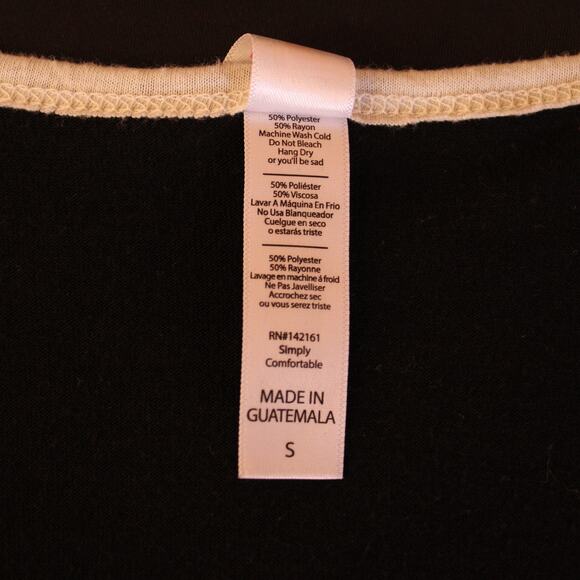 50% Polyester
50% Rayon
Machine Wash Cold
Do Not Bleach
Hang Dry
or you'll be sad
50% Poliéster
50% Viscosa
Lavar A Máquina En Frio
No Usa Blanqueador
Cuelgue en seco
o estarás triste
50% Polyester
50% Rayonne
Lavage en machine á froid
Ne Pas Javelliser
Accrochez sec
ou vous serez triste
RN#142161
Simply
Comfortable
MADE IN
GUATEMALA
S